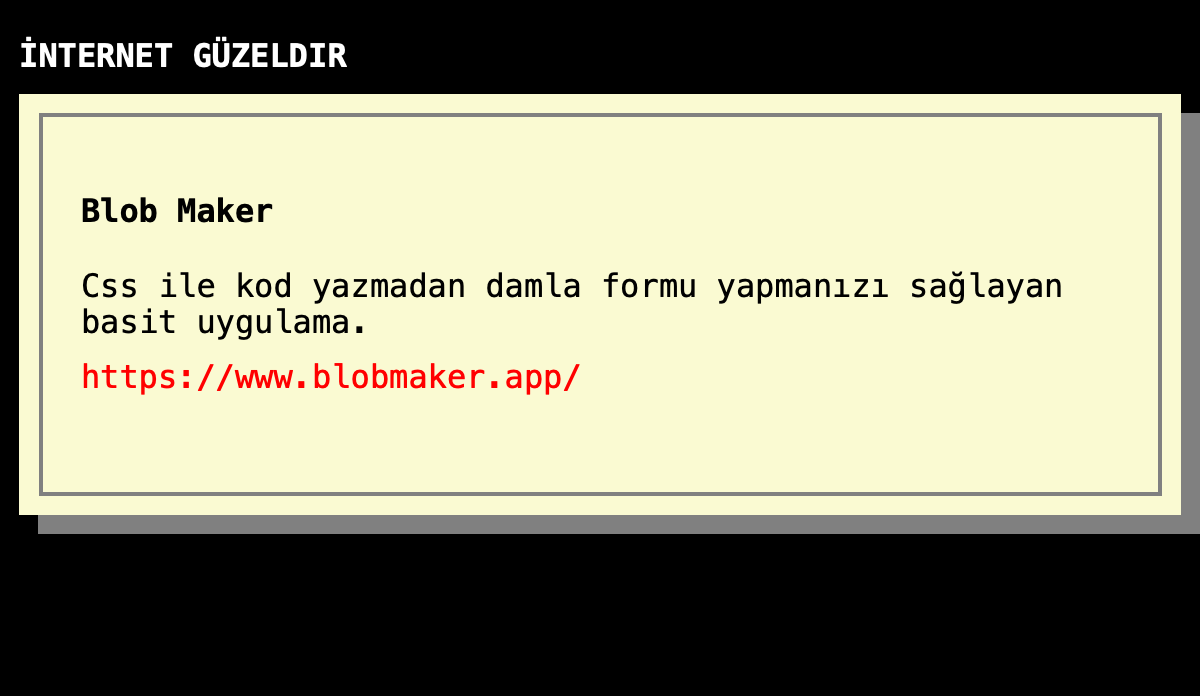 İNTERNET GÜZELDIR
Blob Maker
Css ile kod yazmadan damla formu yapmanızı sağlayan
basit uygulama.
https://www.blobmaker.app/